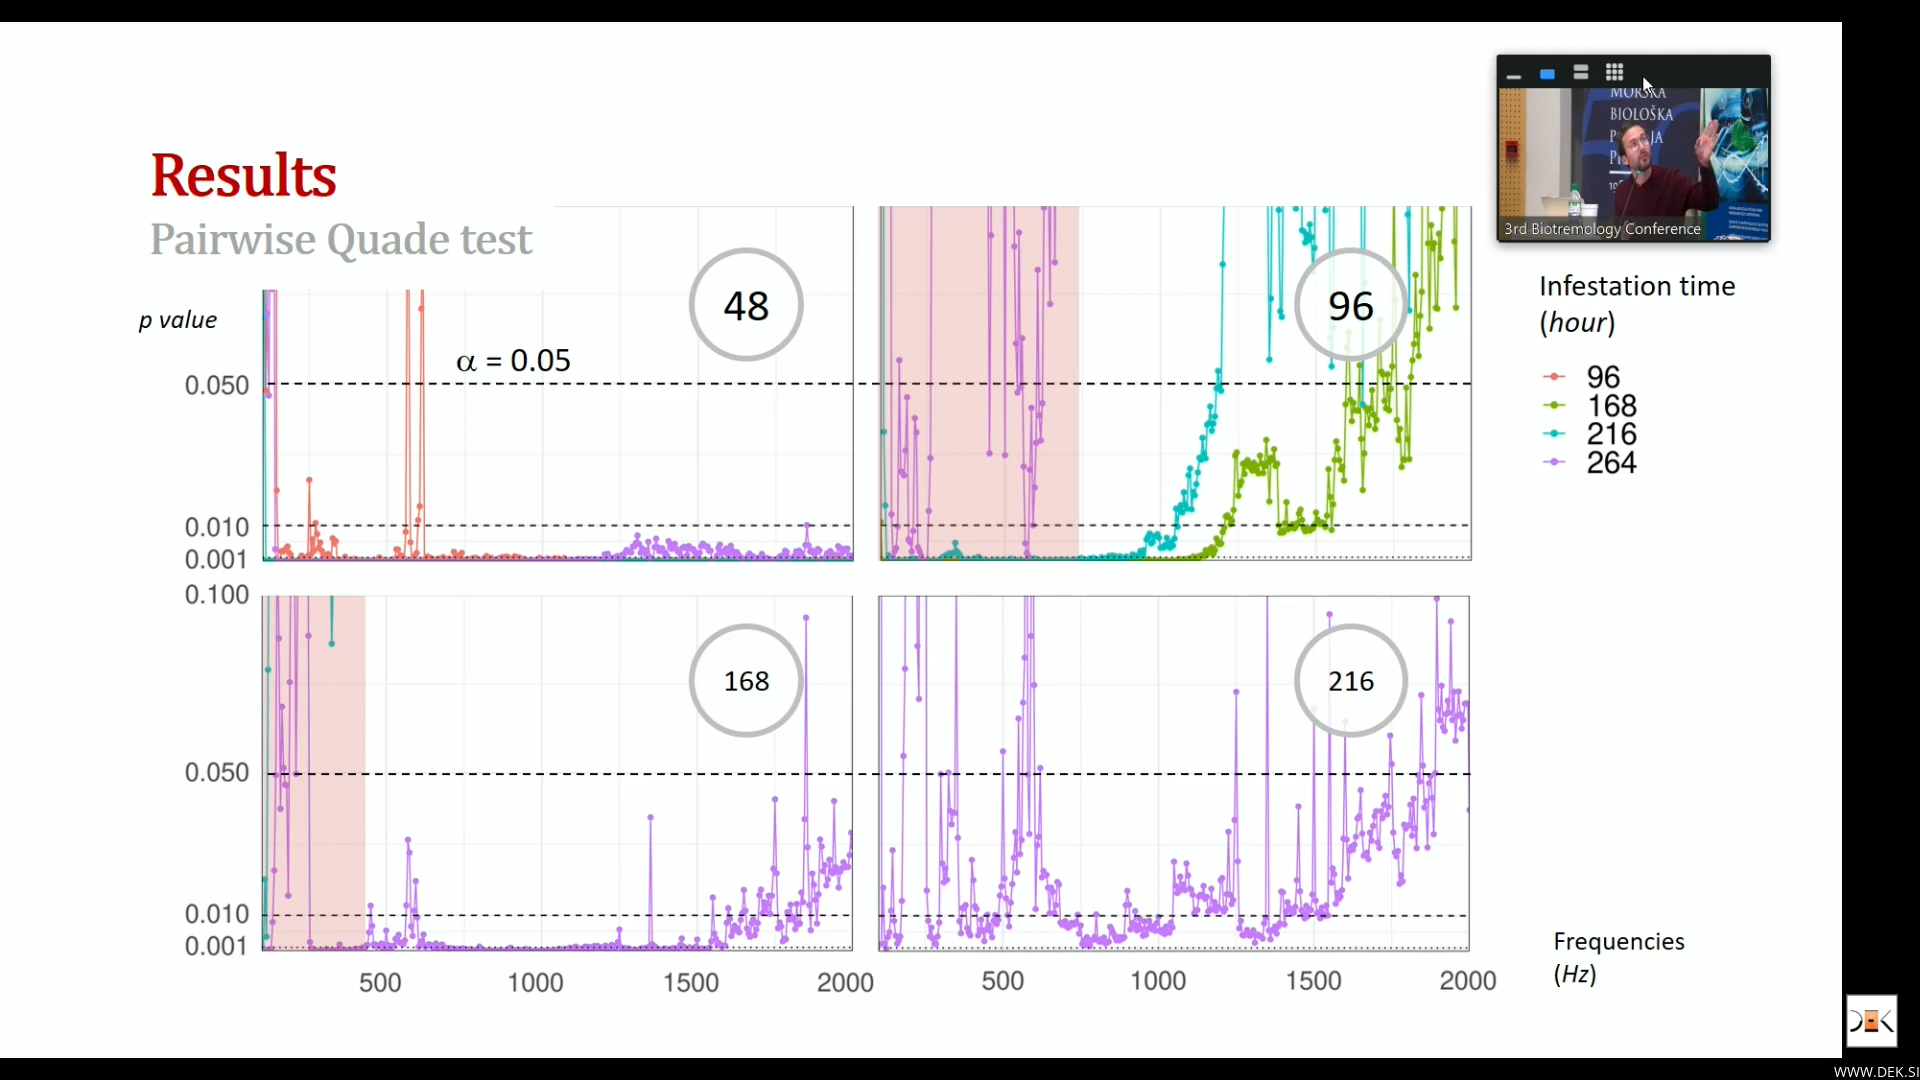 Results
Pairwise Quade test
p value
α = 0.05
48
96
0.050
0.010
0.001
0.100
0.050
0.010
0.001
168
216
500
1000
1500
2000
500
1000
1500
2000
Infestation time
(hour)
96
168
216
264
Frequencies
(Hz)
MORSKA
BIOLOŠKA
3rd Biotremology Conference
WWW.DEK.SI